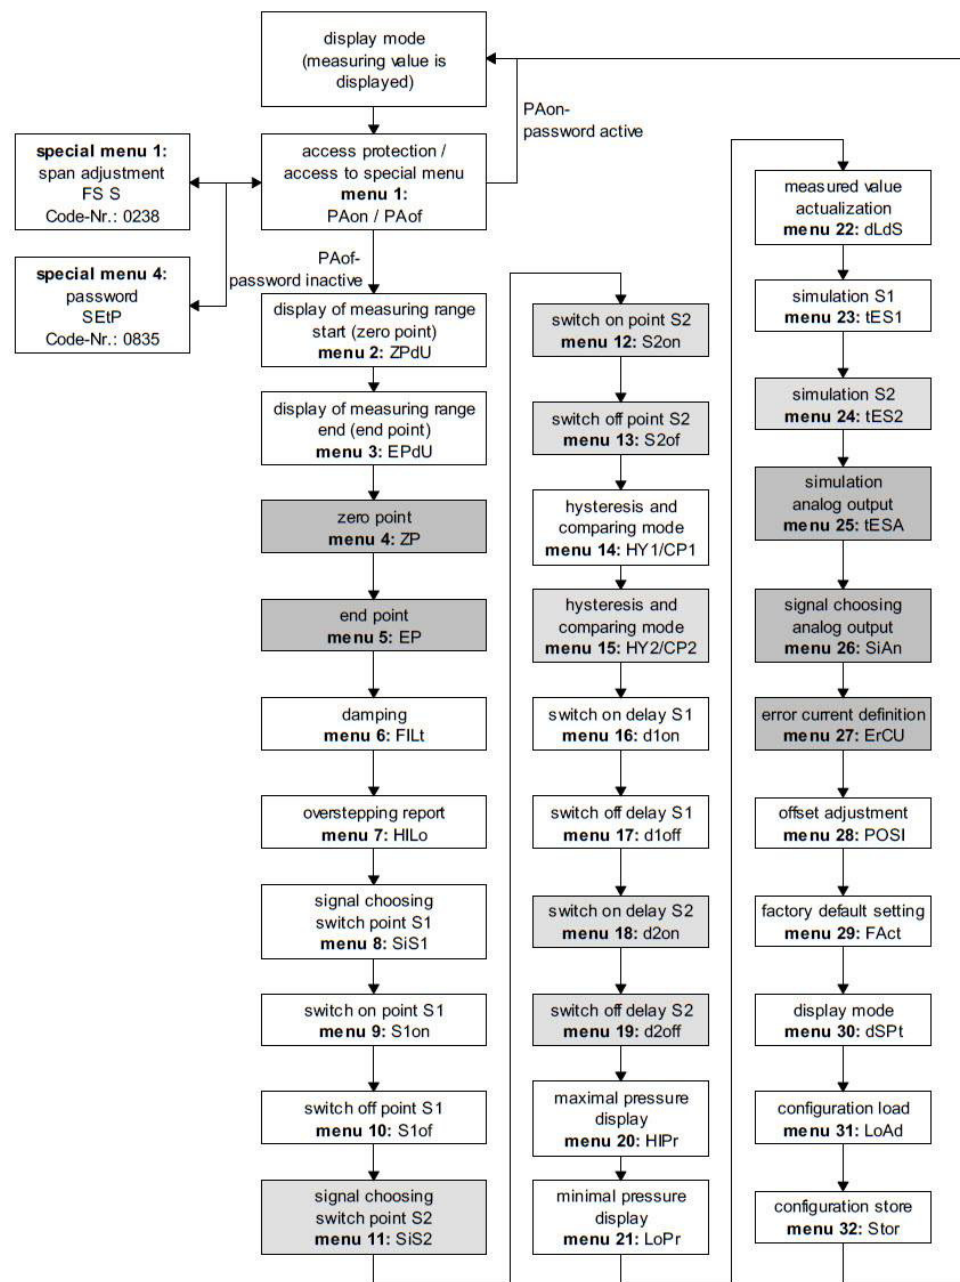 display mode
(measuring value is
displayed)
PAon-
password active
special menu 1:
span adjustment
FS S
Code-Nr.: 0238
access protection /
access to special menu
menu 1:
PAon / PAof
special menu 4:
password
SEtP
Code-Nr.: 0835
PAof-
password inactive
display of measuring range
start (zero point)
menu 2: ZPdU
display of measuring range
end (end point)
menu 3: EPdU
zero point
menu 4: ZP
end point
menu 5: EP
damping
menu 6: FILt
overstepping report
menu 7: HILo
signal choosing
switch point S1
menu 8: SiS1
switch on point S1
menu 9: S1on
switch off point S1
menu 10: S1of
signal choosing
switch point S2
menu 11: SiS2
switch on point S2
menu 12: S2on
switch off point S2
menu 13: S2of
hysteresis and
comparing mode
menu 14: HY1/CP1
hysteresis and
comparing mode
menu 15: HY2/CP2
switch on delay S1
menu 16: d1on
switch off delay S1
menu 17: d1off
switch on delay S2
menu 18: d2on
switch off delay S2
menu 19: d2off
maximal pressure
display
menu 20: HIPr
minimal pressure
display
menu 21: LoPr
measured value
actualization
menu 22: dLdS
simulation S1
menu 23: tES1
simulation S2
menu 24: tES2
simulation
analog output
menu 25: tESA
signal choosing
analog output
menu 26: SiAn
error current definition
menu 27: ErCU
offset adjustment
menu 28: POSI
factory default setting
menu 29: FAct
display mode
menu 30: dSPt
configuration load
menu 31: LoAd
configuration store
menu 32: Stor